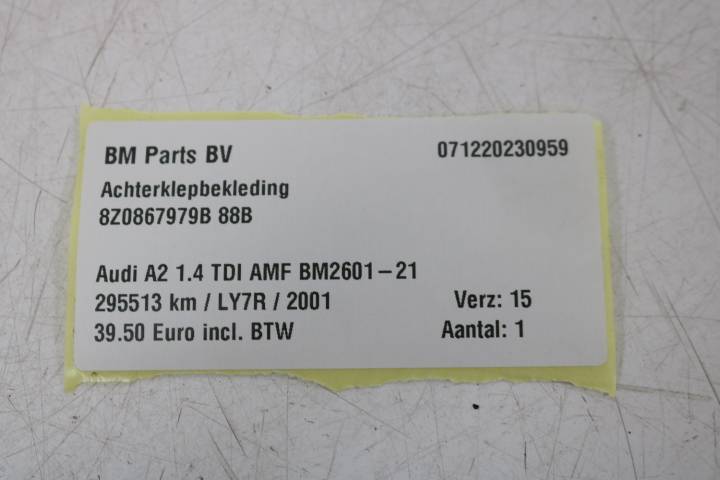 BM Parts BV 071220230959
Achterklepbekleding
8Z0867979B 88B
Audi A2 1.4 TDI AMF BM2601-21
295513 km / LY7R / 2001 Verz: 15
39.50 Euro incl. BTW Aantal: 1